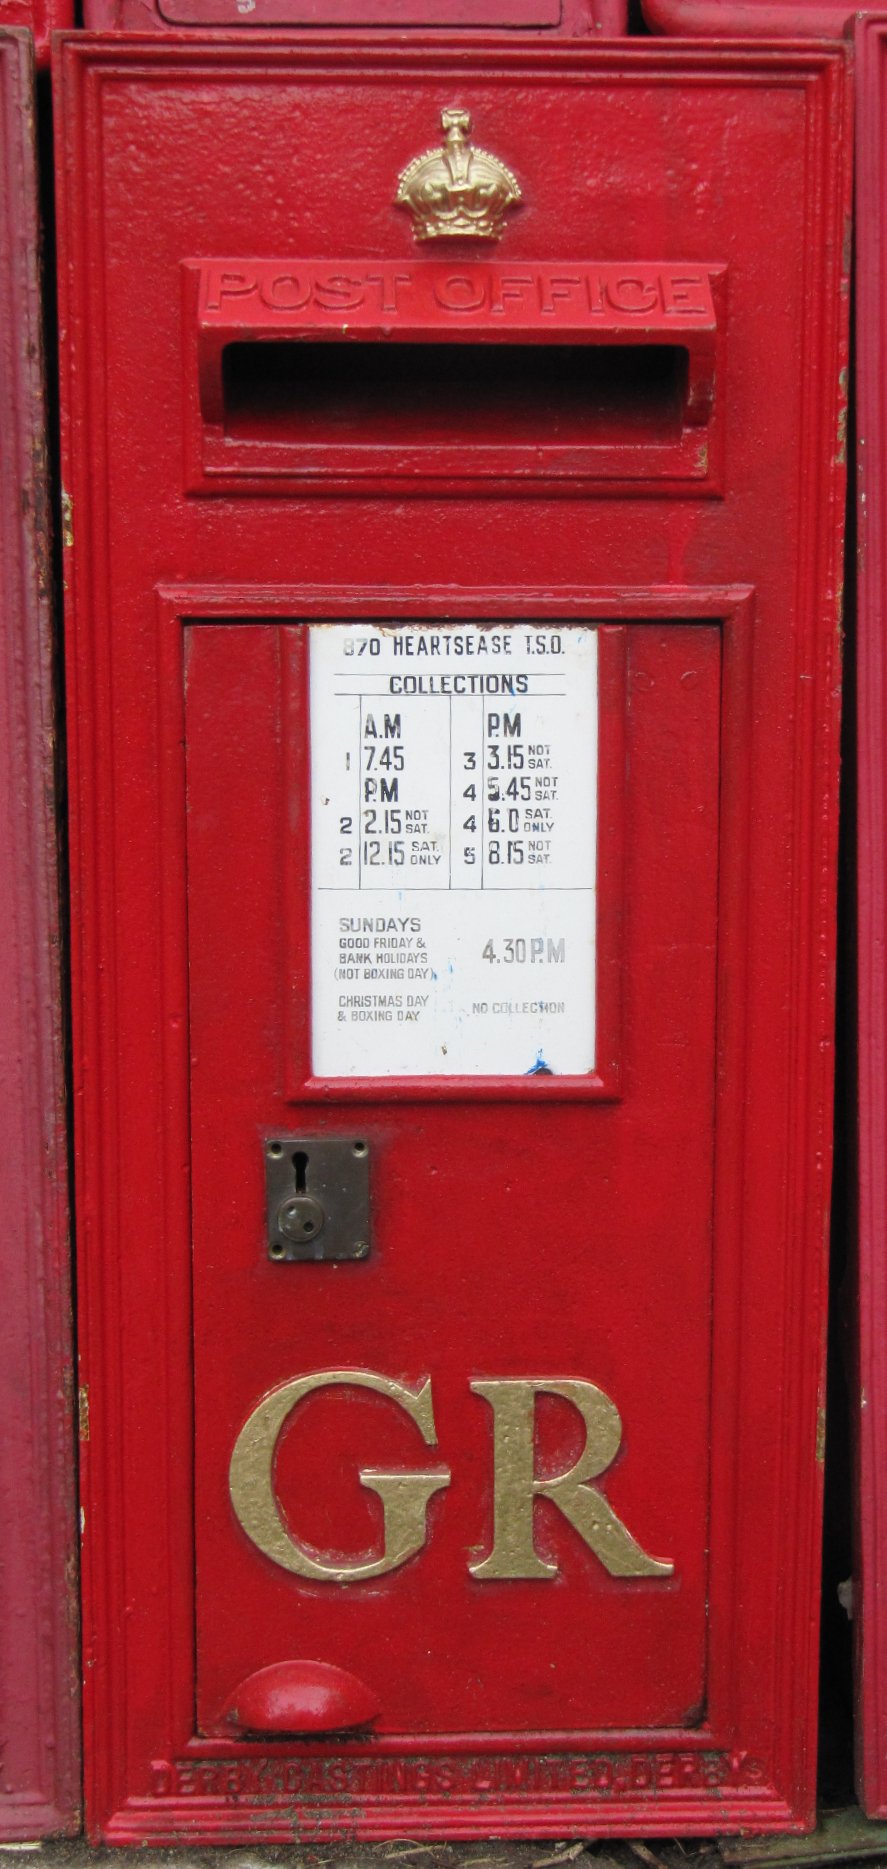 POST OFFICE
870 HEARTSEASE T.S.O.
COLLECTIONS
A.M P.M
1 7.45 3 3.15 NOT SAT.
P.M 4 5.45 NOT SAT.
2 2.15 NOT SAT. 4 6.0 SAT. ONLY
2 12.15 SAT. ONLY 5 8.15 NOT SAT.
SUNDAYS
GOOD FRIDAY &
BANK HOLIDAYS 4.30 P.M
(NOT BOXING DAY)
CHRISTMAS DAY NO COLLECTION
& BOXING DAY
GR
DERBY CASTINGS LIMITED. DERBY